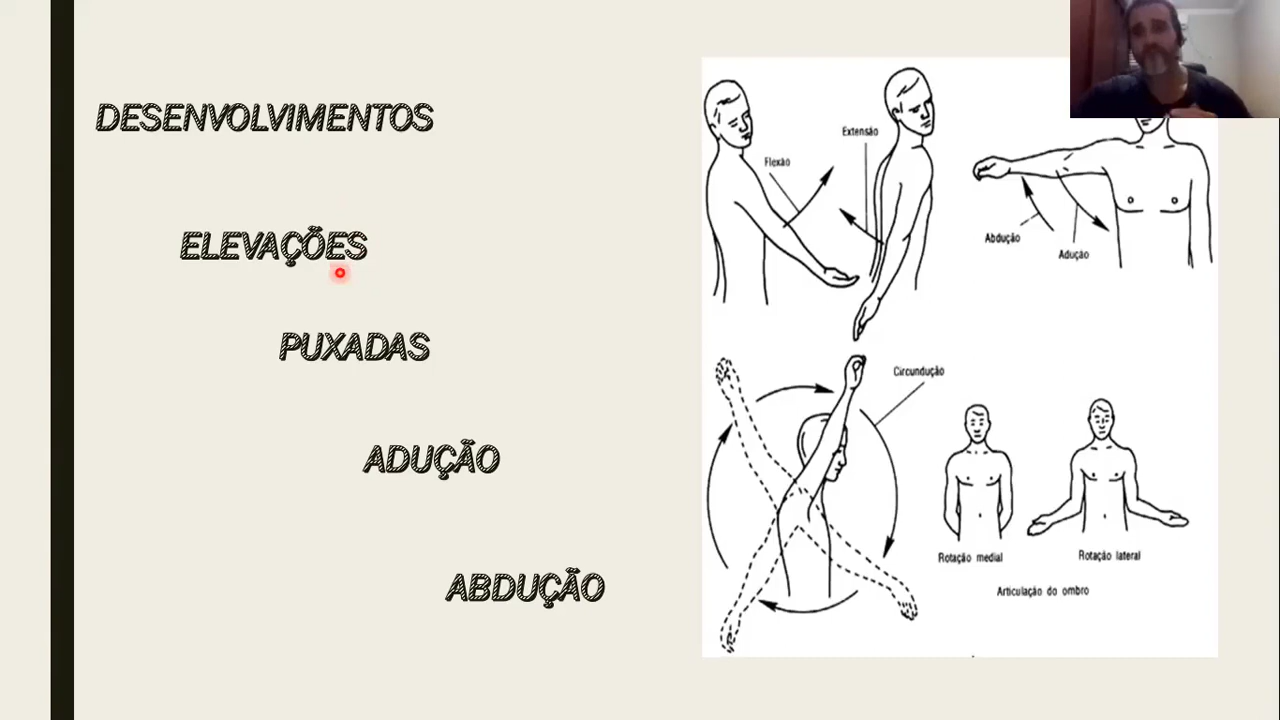 DESENVOLVIMENTOS
ELEVAÇÕES
PUXADAS
ADUÇÃO
ABDUÇÃO
Flexão
Extensão
Abdução
Adução
Circundução
Rotação medial
Rotação lateral
Articulação do ombro